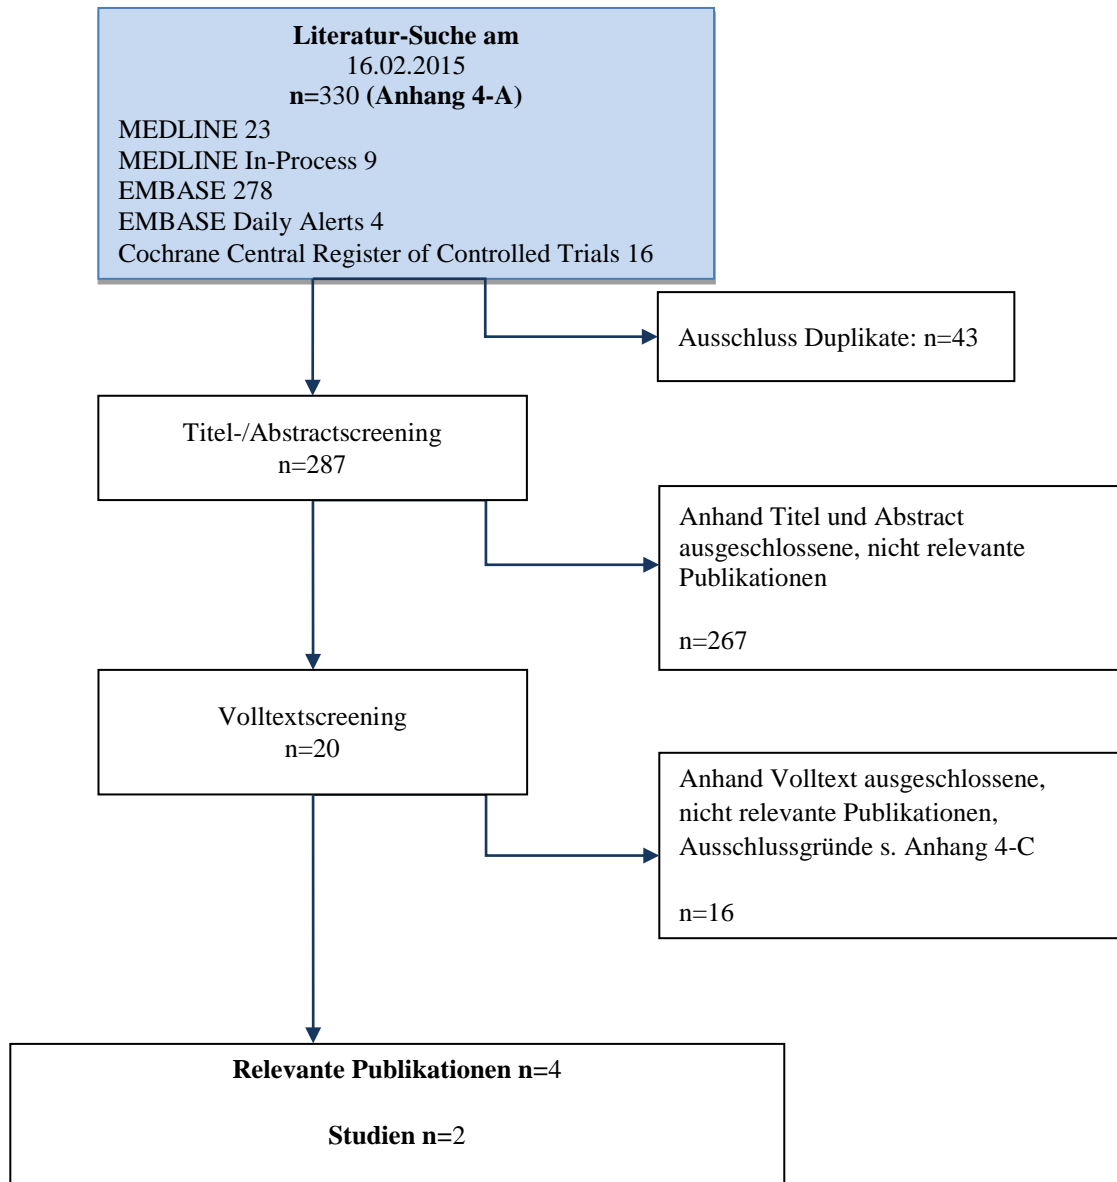 Literatur-Suche am
16.02.2015
n=330 (Anhang 4-A)
MEDLINE 23
MEDLINE In-Process 9
EMBASE 278
EMBASE Daily Alerts 4
Cochrane Central Register of Controlled Trials 16
Ausschluss Duplikate: n=43
Titel-/Abstractscreening
n=287
Anhand Titel und Abstract
ausgeschlossene, nicht relevante
Publikationen
n=267
Volltextscreening
n=20
Anhand Volltext ausgeschlossene,
nicht relevante Publikationen,
Ausschlussgründe s. Anhang 4-C
n=16
Relevante Publikationen n=4
Studien n=2